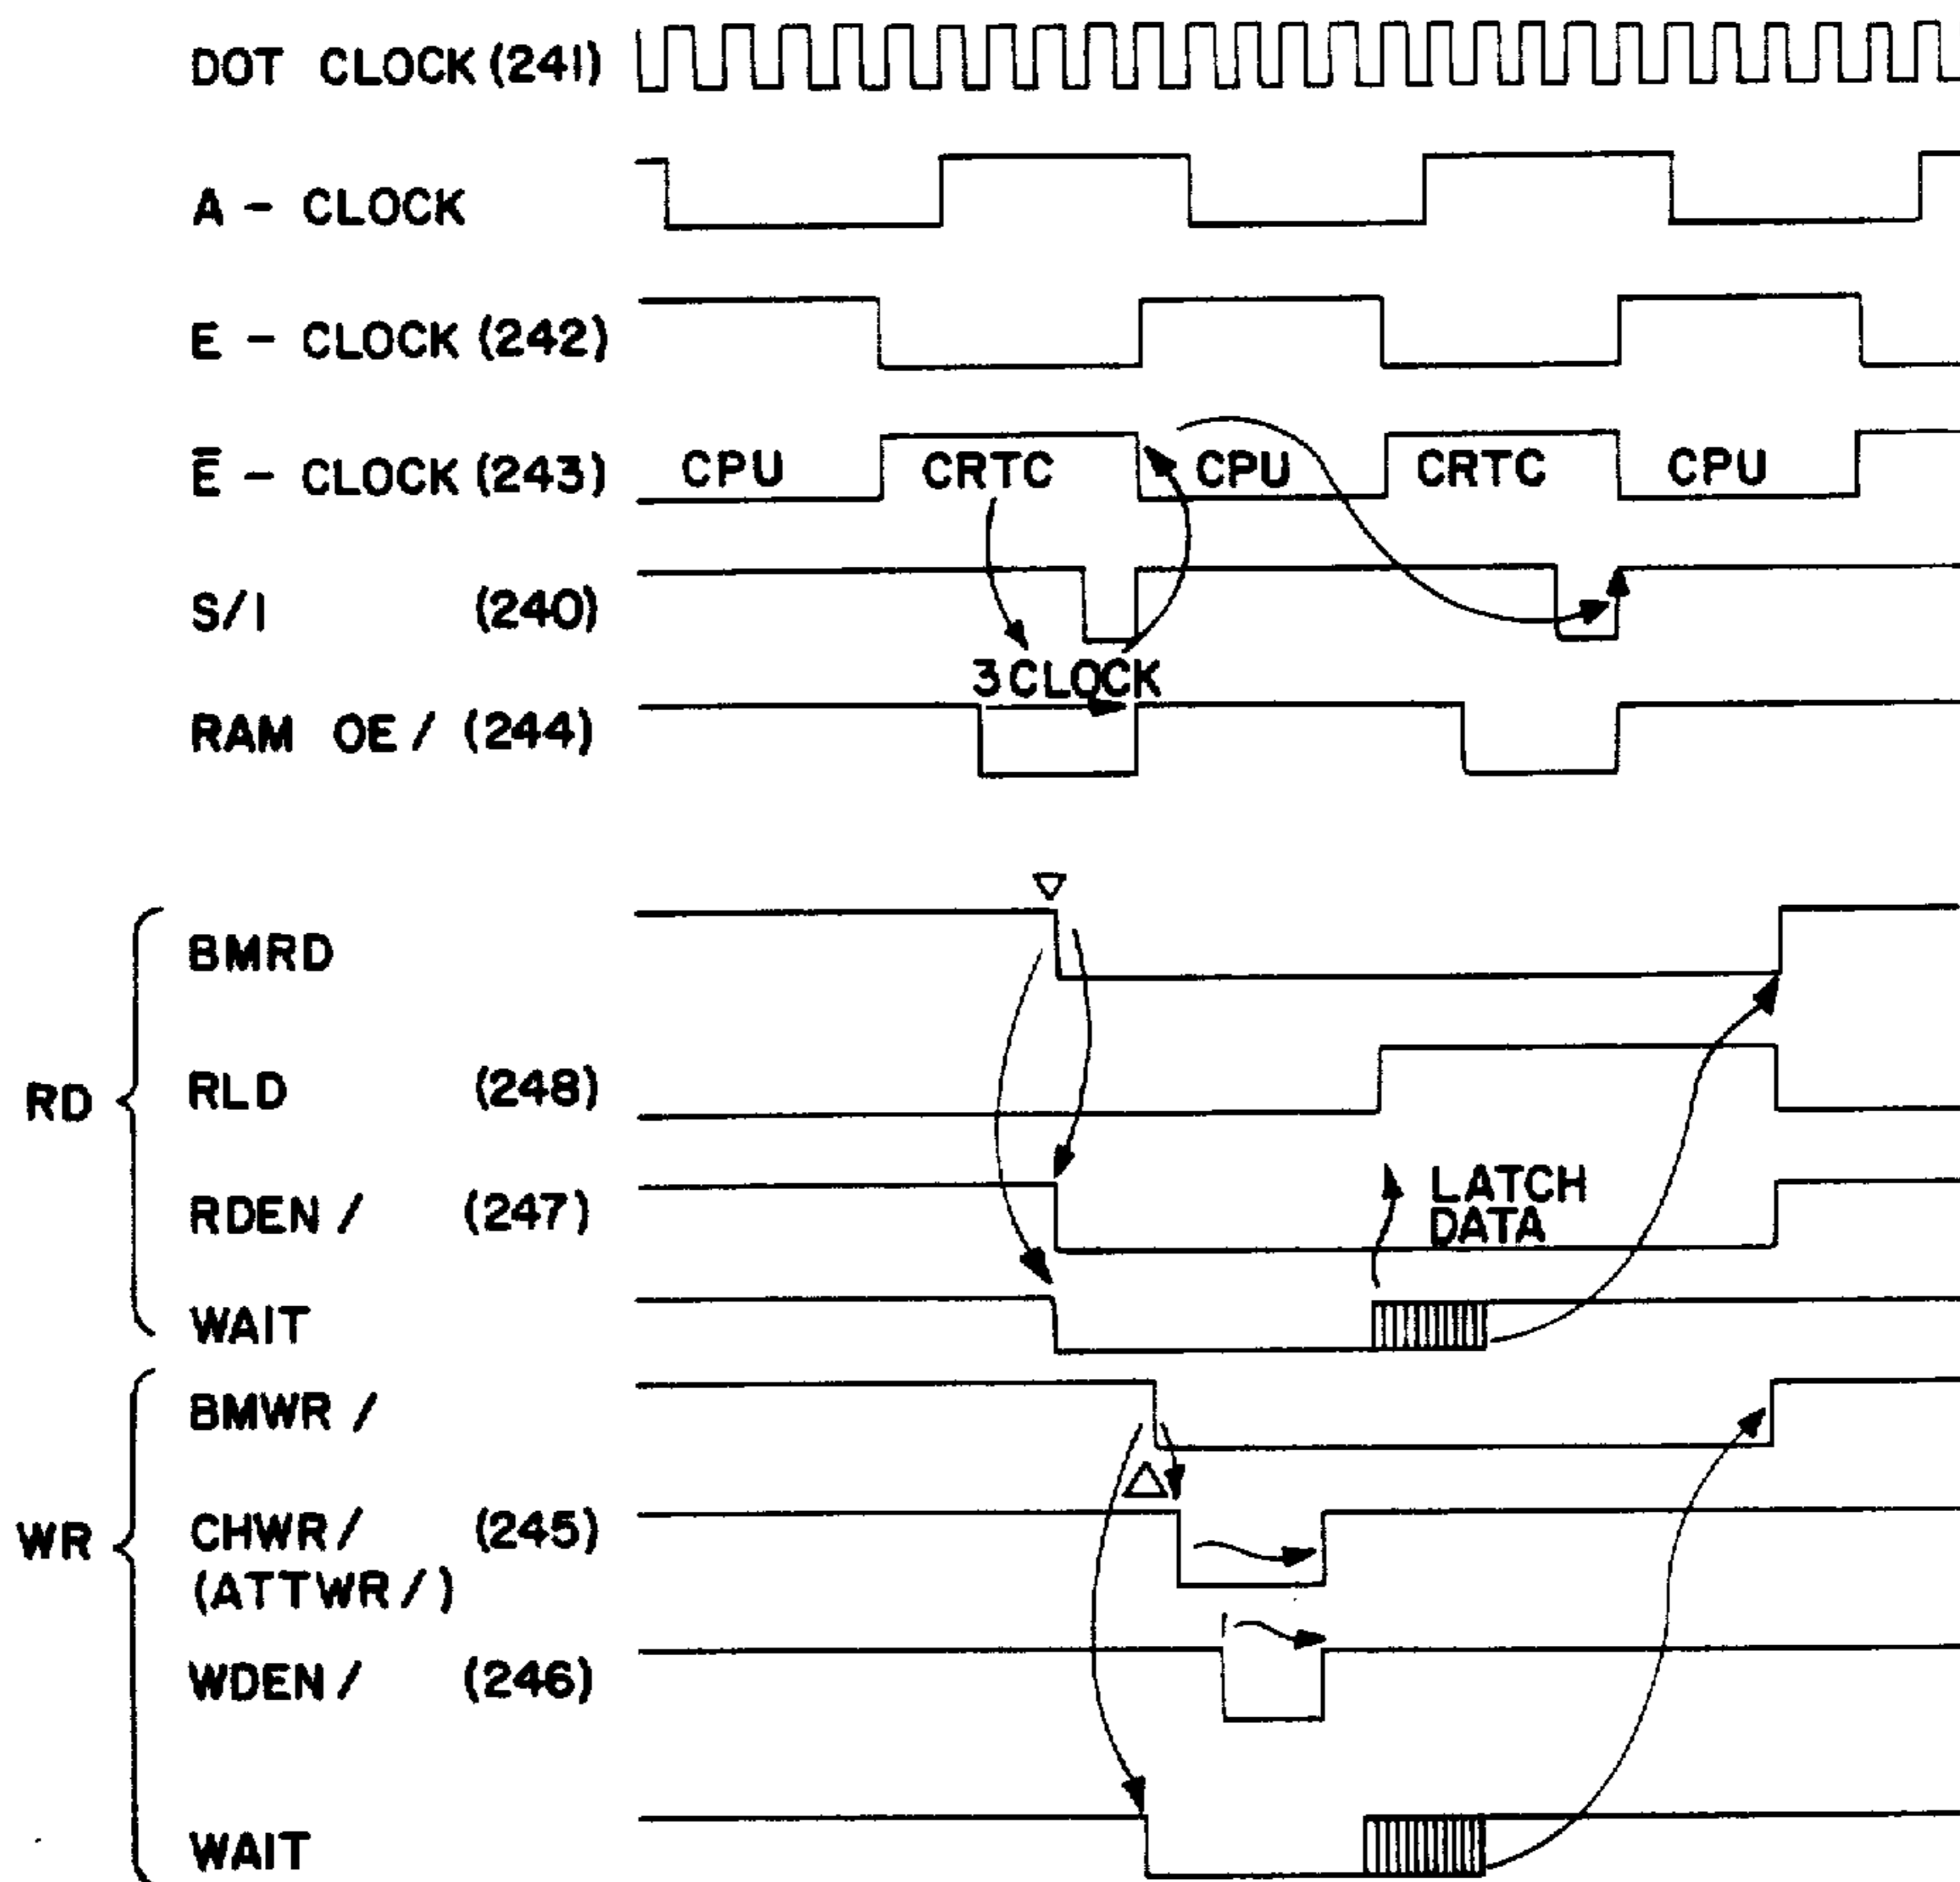 DOT CLOCK (241)
A - CLOCK
E - CLOCK (242)
E̅ - CLOCK (243) CPU CRTC CPU CRTC CPU
S/I (240)
3 CLOCK
RAM OE / (244)
BMRD
RD
RLD (248)
LATCH
DATA
RDEN / (247)
WAIT
BMWR /
WR
CHWR / (245)
(ATTWR /)
WDEN / (246)
WAIT